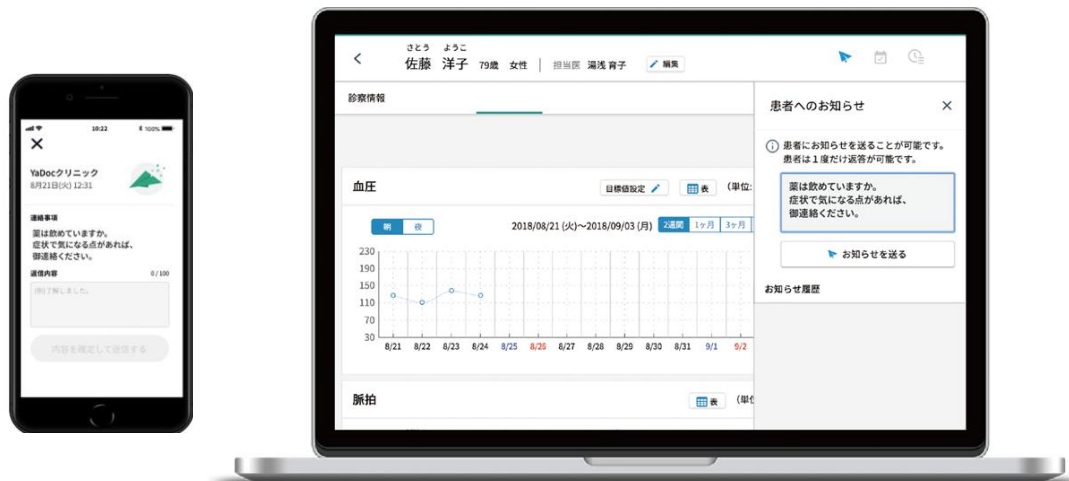 10:22
100%
YaDocクリニック
8月21日(火) 12:31
連絡事項
薬は飲めていますか。
症状で気になる点があれば、
御連絡ください。
返信内容
0 / 100
(例)了解しました。
内容を確定して送信する
さとう ようこ
佐藤 洋子 79歳 女性 | 担当医 湯浅 育子 編集
診察情報
血圧
目標値設定
表
(単位:
朝 夜
2018/08/21 (火)〜2018/09/03 (月)
2週間 1ヶ月 3ヶ月
230
190
150
110
70
30
8/21 8/22 8/23 8/24 8/25 8/26 8/27 8/28 8/29 8/30 8/31 9/1 9/2
脈拍
表
(単位
患者へのお知らせ
患者にお知らせを送ることが可能です。
患者は１度だけ返答が可能です。
薬は飲めていますか。
症状で気になる点があれば、
御連絡ください。
お知らせを送る
お知らせ履歴